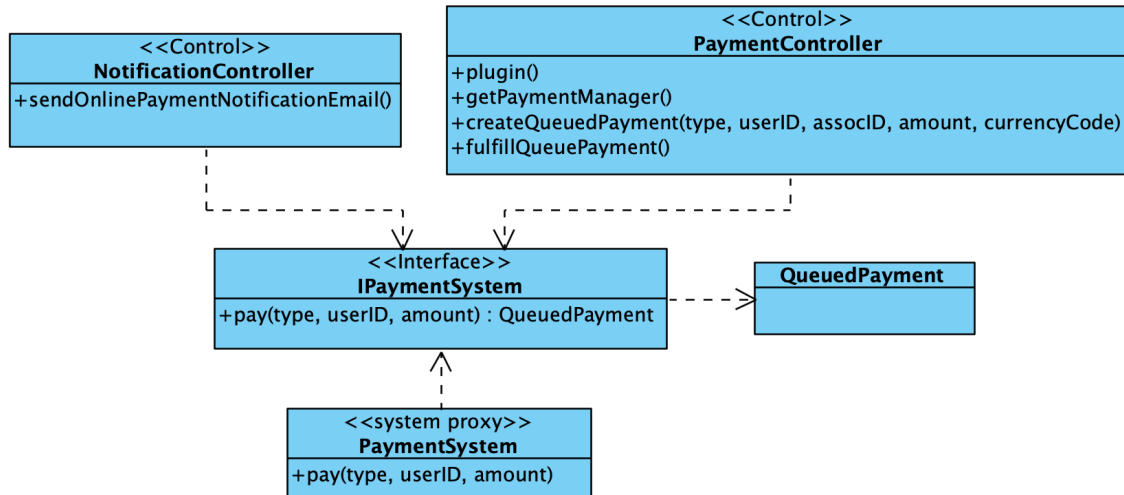 <<Control>>
NotificationController
+sendOnlinePaymentNotificationEmail()
<<Control>>
PaymentController
+plugin()
+getPaymentManager()
+createQueuedPayment(type, userID, assocID, amount, currencyCode)
+fulfillQueuePayment()
<<Interface>>
IPaymentSystem
+pay(type, userID, amount) : QueuedPayment
QueuedPayment
<<system proxy>>
PaymentSystem
+pay(type, userID, amount)